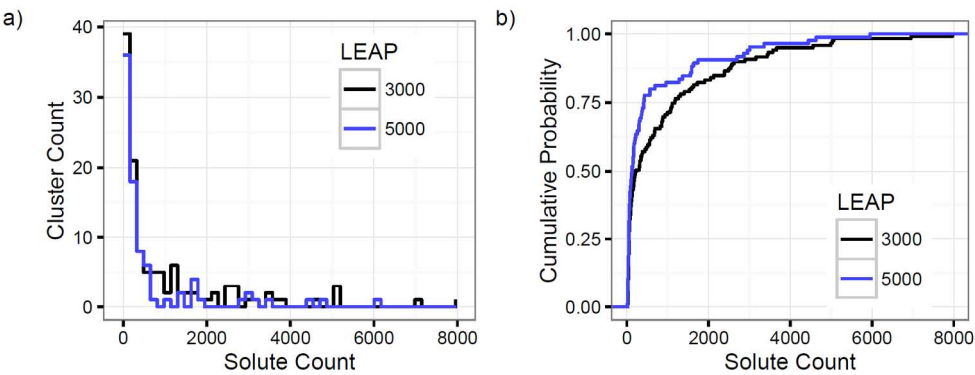 a)
40
30
20
10
0
Cluster Count
LEAP
3000
5000
0 2000 4000 6000 8000
Solute Count
b)
1.00
0.75
0.50
0.25
0.00
Cumulative Probability
LEAP
3000
5000
0 2000 4000 6000 8000
Solute Count